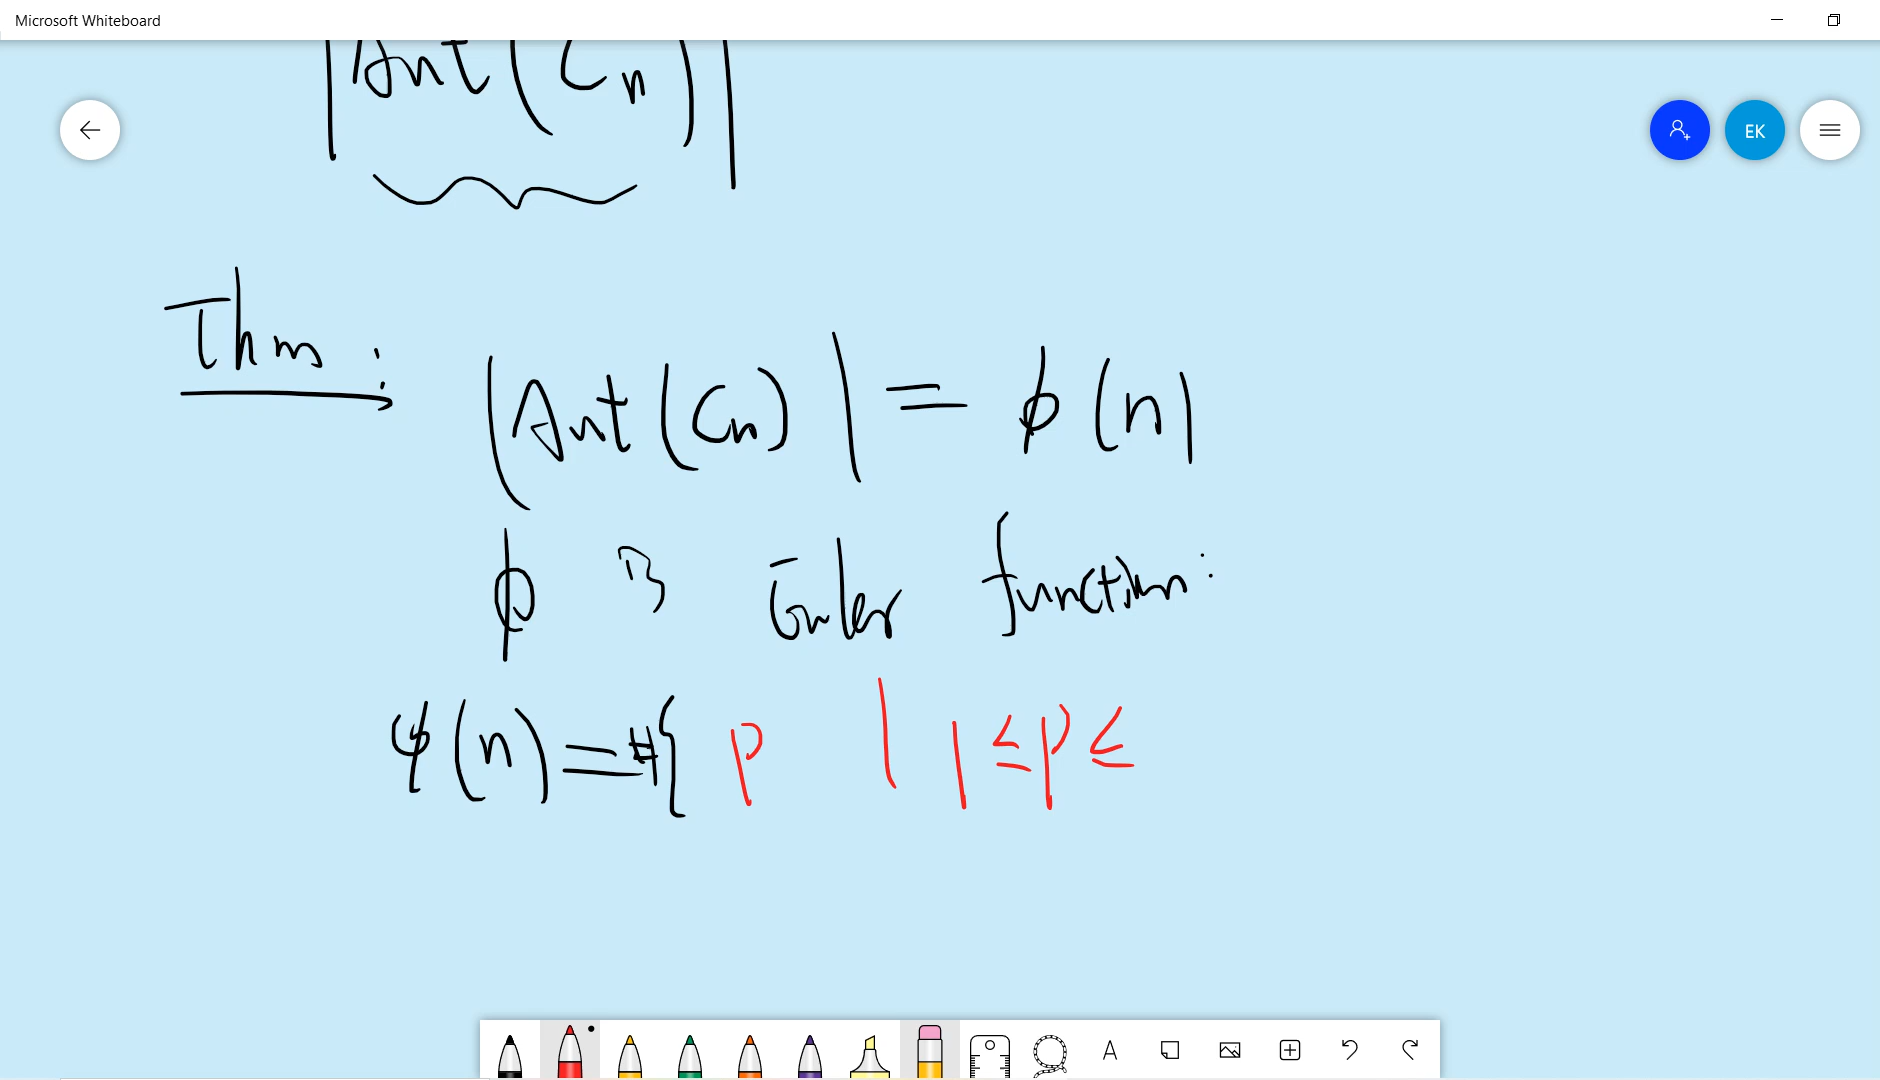 Microsoft Whiteboard
|Aut(Cn)|
EK
Thm: |Aut(Cn)| = φ(n)
φ is Euler function:
φ(n) = #{ p | 1 ≤ p ≤
A